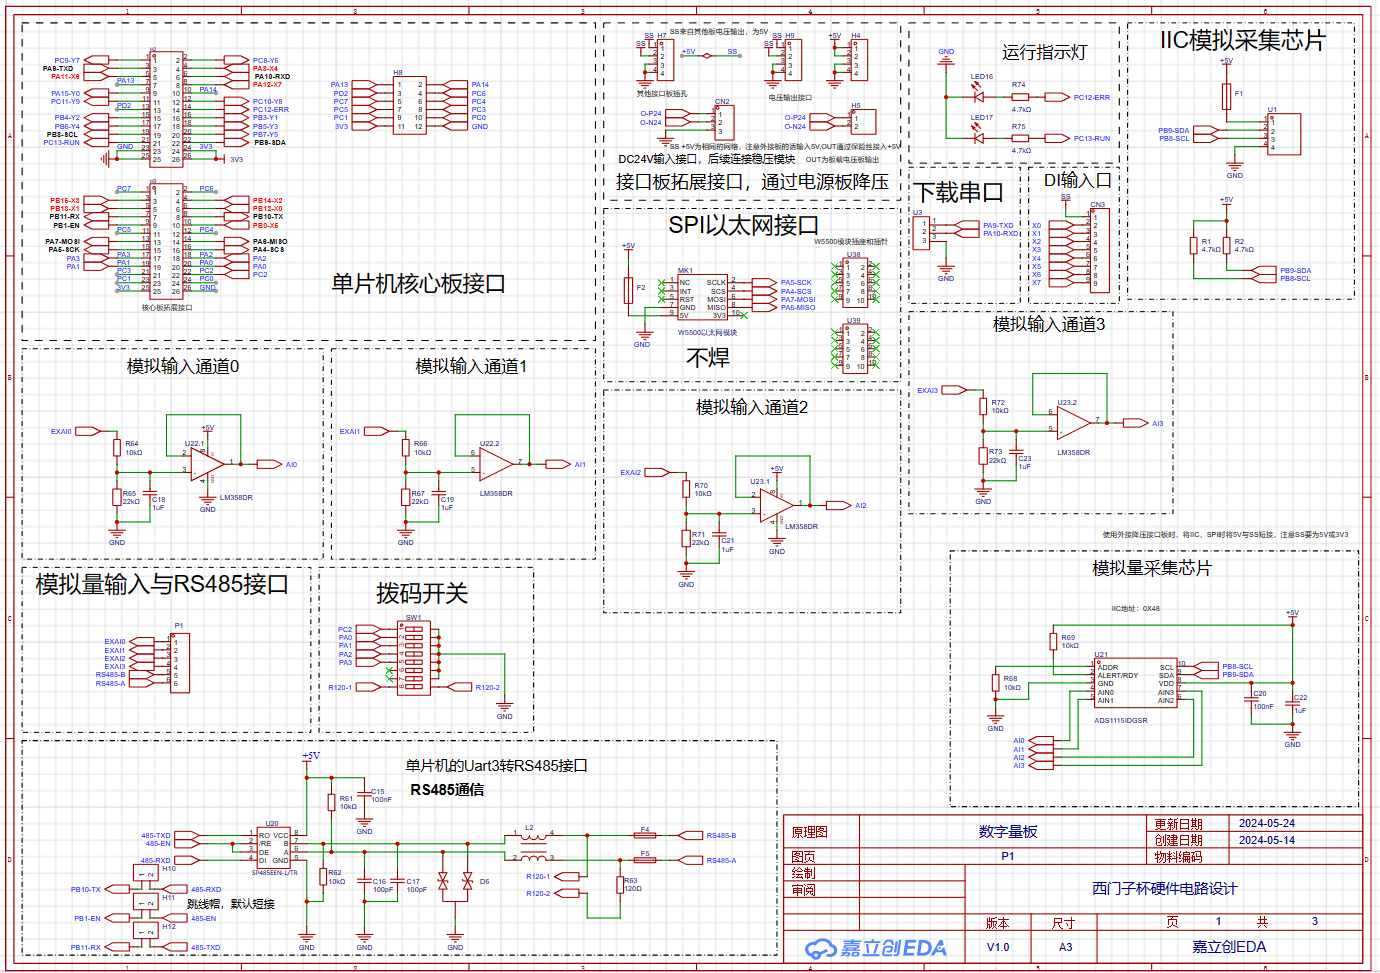 单片机核心板接口
H2
PC9-Y7
PA9-TXD
PA11-X6
PA13
PA15-Y0
PC11-Y9
PD2
PB4-Y2
PB6-Y4
PB8-SCL
PC13-RUN
GND
PC8-Y6
PA8-X4
PA10-RXD
PA12-X7
PA14
PC10-Y8
PC12-ERR
PB3-Y1
PB5-Y3
PB7-Y5
PB9-SDA
3V3
3V3
PC7
PB15-X3
PB13-X1
PB11-RX
PB1-EN
PC5
PA7-MOSI
PA5-SCK
PA3
PA1
PC3
PC1
3V3
PC6
PB14-X2
PB12-X0
PB10-TX
PB0-X5
PC4
PA6-MISO
PA4-SCS
PA2
PA0
PC2
PC0
GND
核心板拓展接口
H8
PA13
PD2
PC7
PC5
PC1
3V3
PA14
PC6
PC4
PC3
PC0
GND
SS来自其他板电压输出，为5V
SS H7
+5V SS
SS H9
+5V H4
其他接口板插孔
电压输出接口
CN2
O-P24
O-N24
H5
O-P24
O-N24
SS +5V为相同的网络，注意外接板的话输入5V,OUT通过保险丝接入+5V
DC24V输入接口，后续连接稳压模块
OUT为板载电压板输出
接口板拓展接口，通过电源板降压
运行指示灯
GND
LED16
R74
4.7kΩ
PC12-ERR
LED17
R75
4.7kΩ
PC13-RUN
IIC模拟采集芯片
+5V
F1
U1
PB9-SDA
PB8-SCL
GND
+5V
R1
4.7kΩ
R2
4.7kΩ
PB9-SDA
PB8-SCL
下载串口
U3
PA9-TXD
PA10-RXD
GND
DI输入口
SS
CN3
X0
X1
X2
X3
X4
X5
X6
X7
SPI以太网接口
W5500模块插座和插针
+5V
F2
GND
MK1
NC
INT
RST
GND
5V
SCLK
SCS
MOSI
MISO
3V3
PA5-SCK
PA4-SCS
PA7-MOSI
PA6-MISO
W5500以太网模块
U38
U39
不焊
模拟输入通道0
EXAI0
R64
10kΩ
R65
22kΩ
C18
1uF
GND
U22.1
+5V
LM358DR
GND
AI0
模拟输入通道1
EXAI1
R66
10kΩ
R67
22kΩ
C19
1uF
GND
U22.2
LM358DR
AI1
模拟输入通道2
EXAI2
R70
10kΩ
R71
22kΩ
C21
1uF
GND
U23.1
+5V
LM358DR
GND
AI2
模拟输入通道3
EXAI3
R72
10kΩ
R73
22kΩ
C23
1uF
GND
U23.2
LM358DR
AI3
使用外接降压接口板时，将IIC，SPI时将5V与SS短接，注意SS要为5V或3V3
模拟量输入与RS485接口
P1
EXAI0
EXAI1
EXAI2
EXAI3
RS485-B
RS485-A
拨码开关
SW1
PC2
PA0
PA1
PA2
PA3
R120-1
R120-2
GND
模拟量采集芯片
IIC地址：0X48
+5V
R69
10kΩ
R68
10kΩ
GND
U21
ADDR
ALERT/RDY
GND
AIN0
AIN1
SCL
SDA
VDD
AIN3
AIN2
ADS1115IDGSR
PB8-SCL
PB9-SDA
C20
100nF
C22
1uF
GND
AI0
AI1
AI2
AI3
单片机的Uart3转RS485接口
RS485通信
+5V
R61
10kΩ
C15
100nF
GND
U20
RO VCC
/RE B
DE A
DI GND
SP485EEN-L/TR
485-TXD
485-EN
485-RXD
H10
PB10-TX
485-RXD
H11
PB1-EN
485-EN
H12
PB11-RX
485-TXD
跳线帽，默认短接
R62
10kΩ
GND
C16
100pF
C17
100pF
GND
D6
GND
L2
R120-1
R120-2
R63
120Ω
F4
F5
RS485-B
RS485-A
原理图
数字量板
更新日期
2024-05-24
创建日期
2024-05-14
图页
P1
物料编码
绘制
审阅
西门子杯硬件电路设计
版本
尺寸
页 1 共 3
V1.0
A3
嘉立创EDA
嘉立创EDA